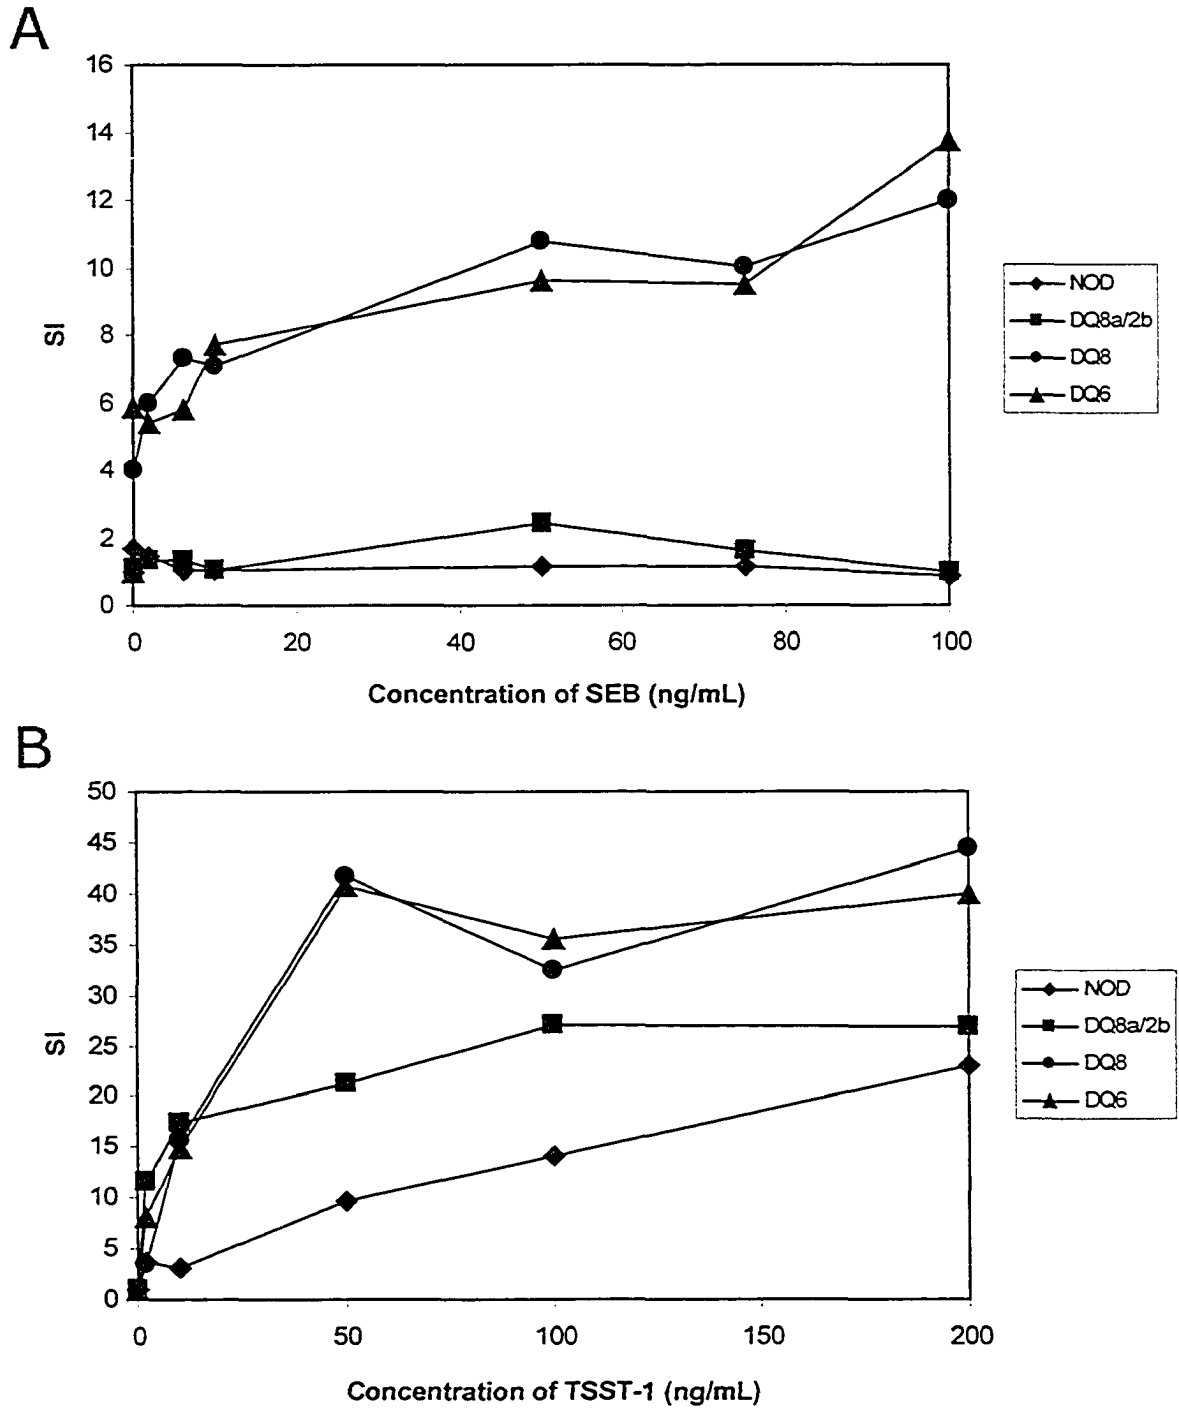 A
16
14
12
10
8
6
4
2
0
SI
0 20 40 60 80 100
Concentration of SEB (ng/mL)
NOD
DQ8a/2b
DQ8
DQ6
B
50
45
40
35
30
25
20
15
10
5
0
SI
0 50 100 150 200
Concentration of TSST-1 (ng/mL)
NOD
DQ8a/2b
DQ8
DQ6